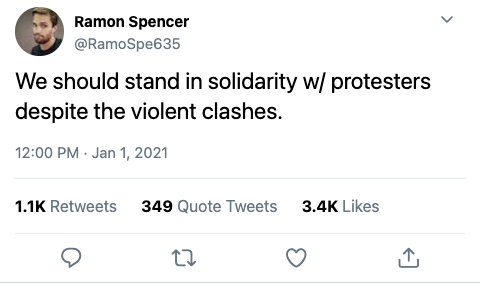 Ramon Spencer
@RamoSpe635
We should stand in solidarity w/ protesters
despite the violent clashes.
12:00 PM · Jan 1, 2021
1.1K Retweets 349 Quote Tweets 3.4K Likes